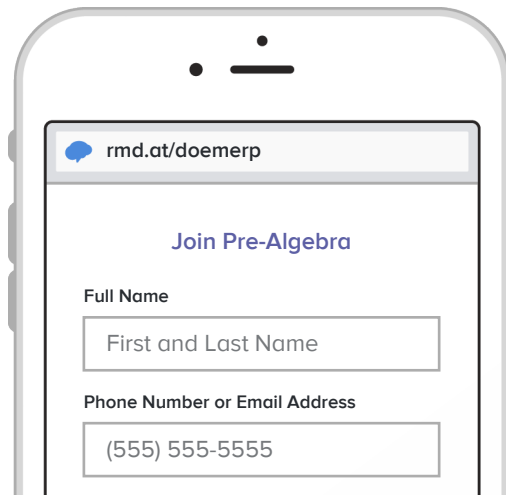 rmd.at/doemerp
Join Pre-Algebra
Full Name
First and Last Name
Phone Number or Email Address
(555) 555-5555